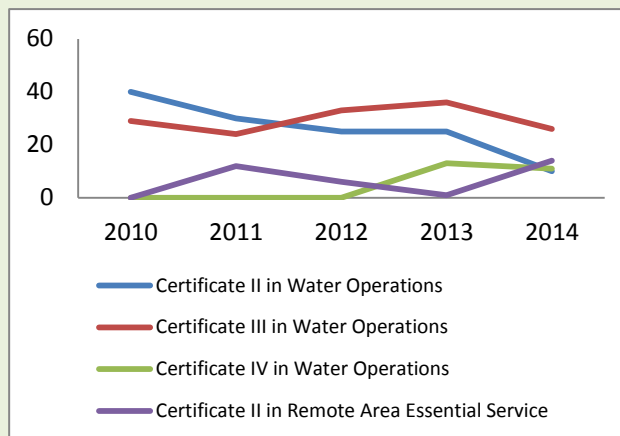 60
40
20
0
2010 2011 2012 2013 2014
Certificate II in Water Operations
Certificate III in Water Operations
Certificate IV in Water Operations
Certificate II in Remote Area Essential Service